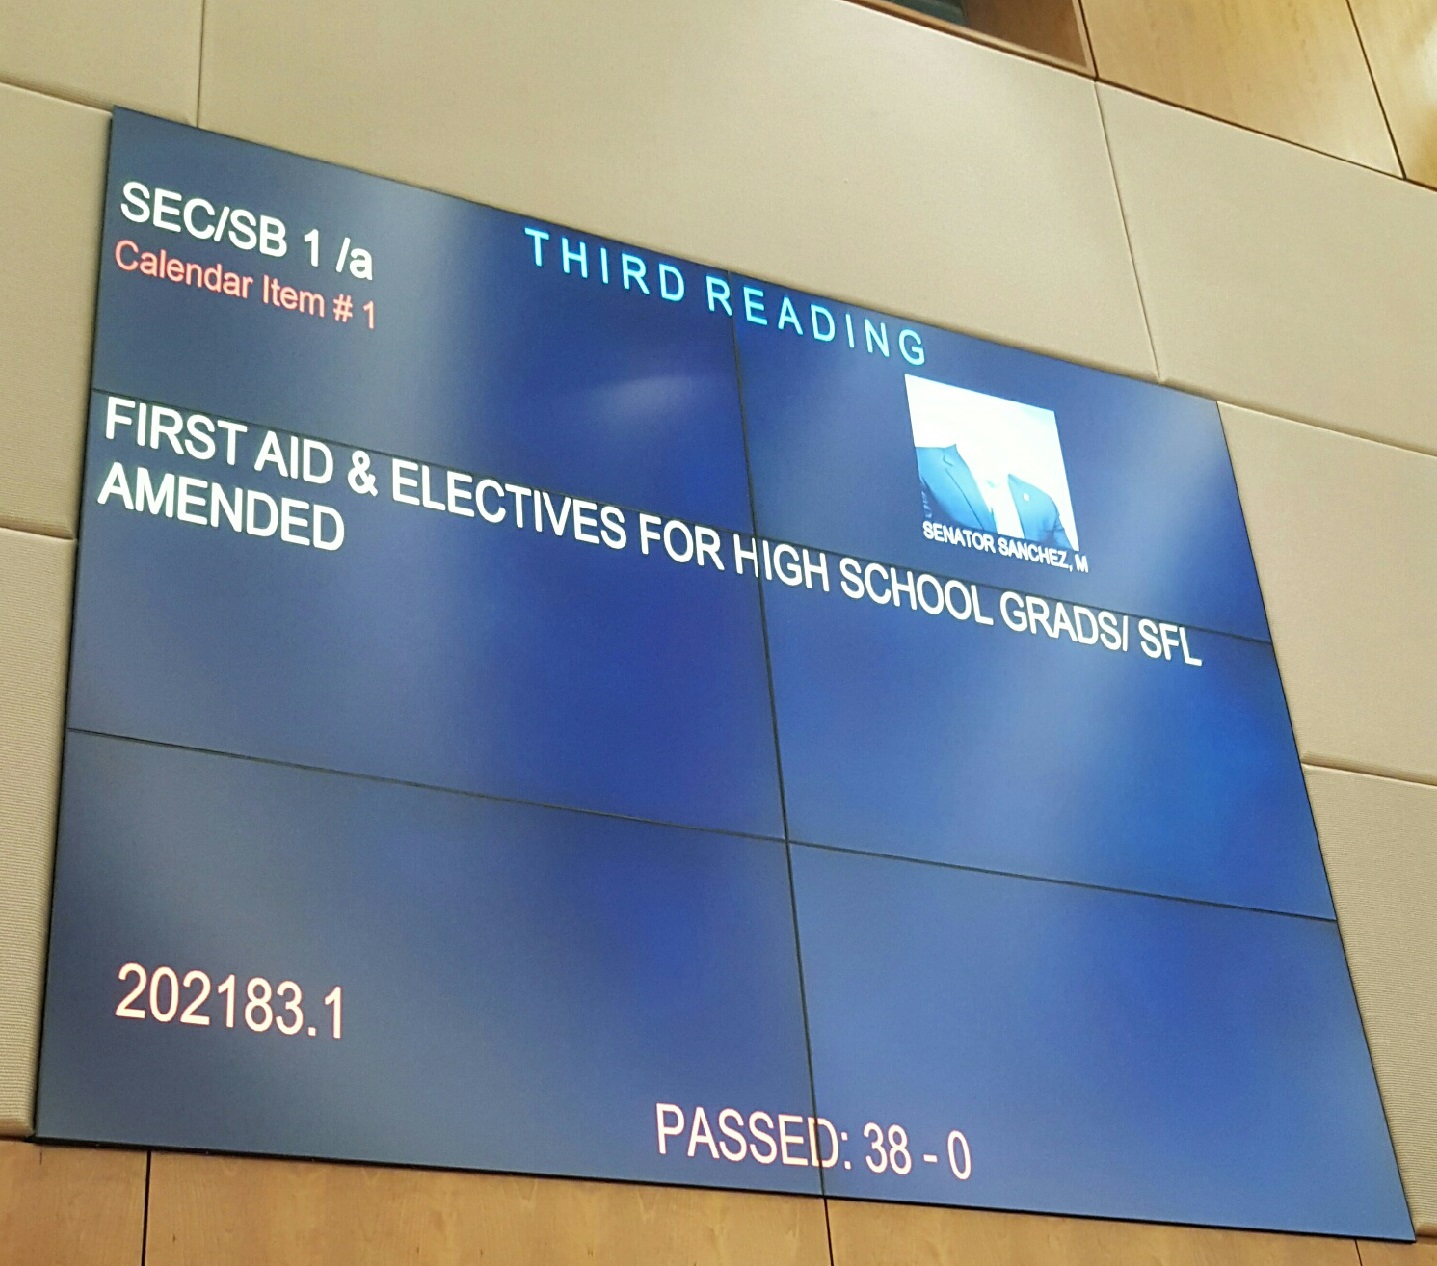 SEC/SB 1 /a
Calendar Item # 1
THIRD READING
SENATOR SANCHEZ, M
FIRST AID & ELECTIVES FOR HIGH SCHOOL GRADS/ SFL
AMENDED
202183.1
PASSED: 38 - 0